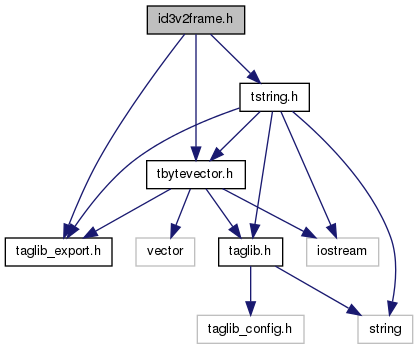 id3v2frame.h
tstring.h
tbytevector.h
taglib_export.h
vector
taglib.h
iostream
taglib_config.h
string